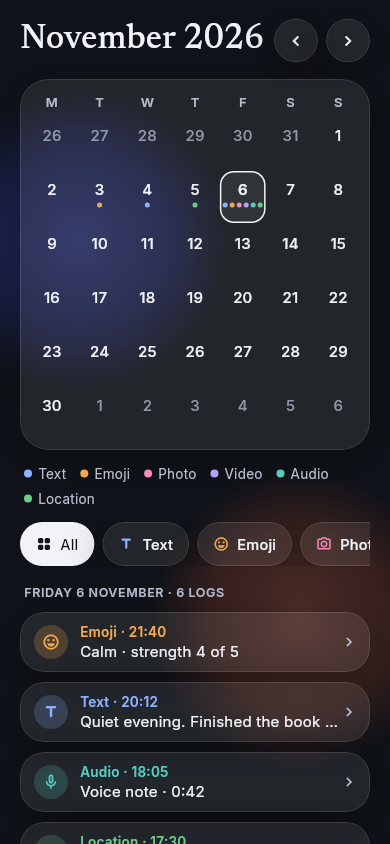 November 2026
M T W T F S S
26 27 28 29 30 31 1
2 3 4 5 6 7 8
9 10 11 12 13 14 15
16 17 18 19 20 21 22
23 24 25 26 27 28 29
30 1 2 3 4 5 6
Text Emoji Photo Video Audio
Location
All Text Emoji Phot
FRIDAY 6 NOVEMBER · 6 LOGS
Emoji · 21:40
Calm · strength 4 of 5
Text · 20:12
Quiet evening. Finished the book ...
Audio · 18:05
Voice note · 0:42
Location · 17:30